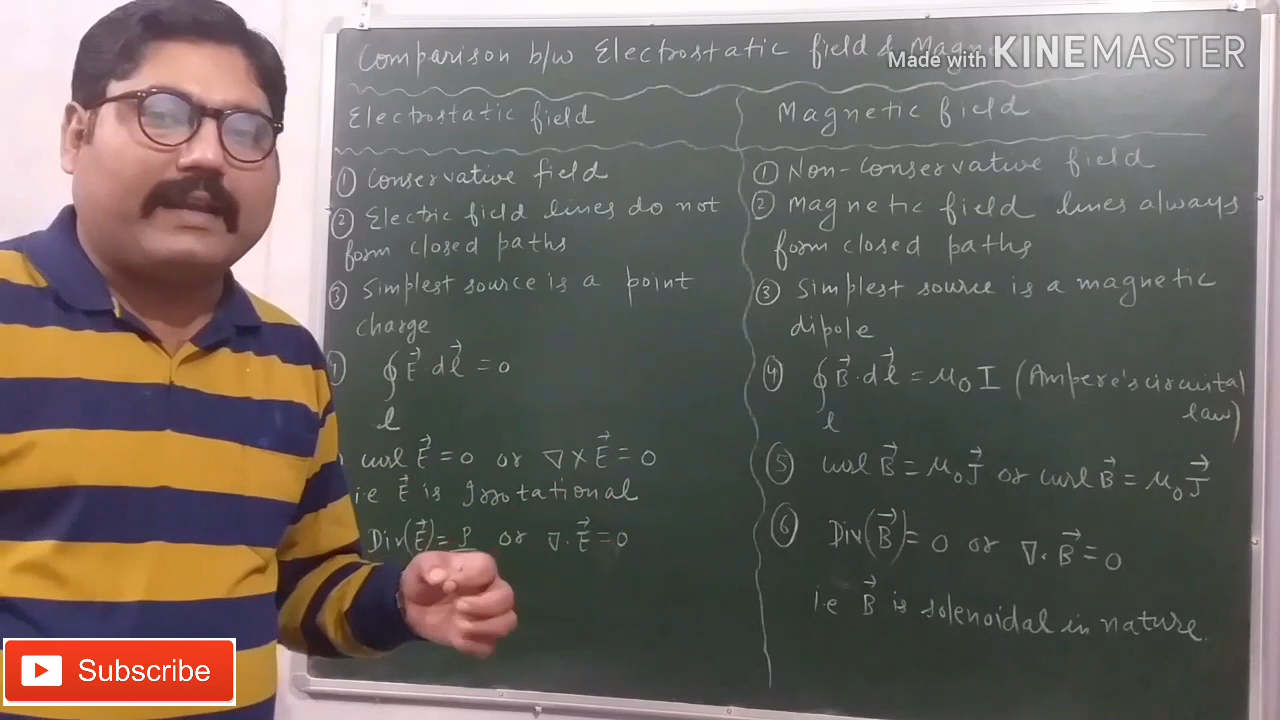 Comparison b/w Electrostatic field & Magne
Made with KINEMASTER
Electrostatic field
① Conservative field
② Electric field lines do not
form closed paths
③ Simplest source is a point
charge
∮ E⃗ . dl⃗ = 0
l
curl E⃗ = 0 or ∇ × E⃗ = 0
i.e E⃗ is Irrotational
Div(E⃗) = ρ or ∇ . E⃗ = 0
Magnetic field
① Non-Conservative field
② Magnetic field lines always
form closed paths
③ Simplest source is a magnetic
dipole
④ ∮ B⃗ . dl⃗ = μ₀ I (Ampere's circuital
l law)
⑤ curl B⃗ = μ₀ J⃗ or curl B⃗ = μ₀ J⃗
⑥ Div(B⃗) = 0 or ∇ . B⃗ = 0
i.e B⃗ is solenoidal in nature.
Subscribe